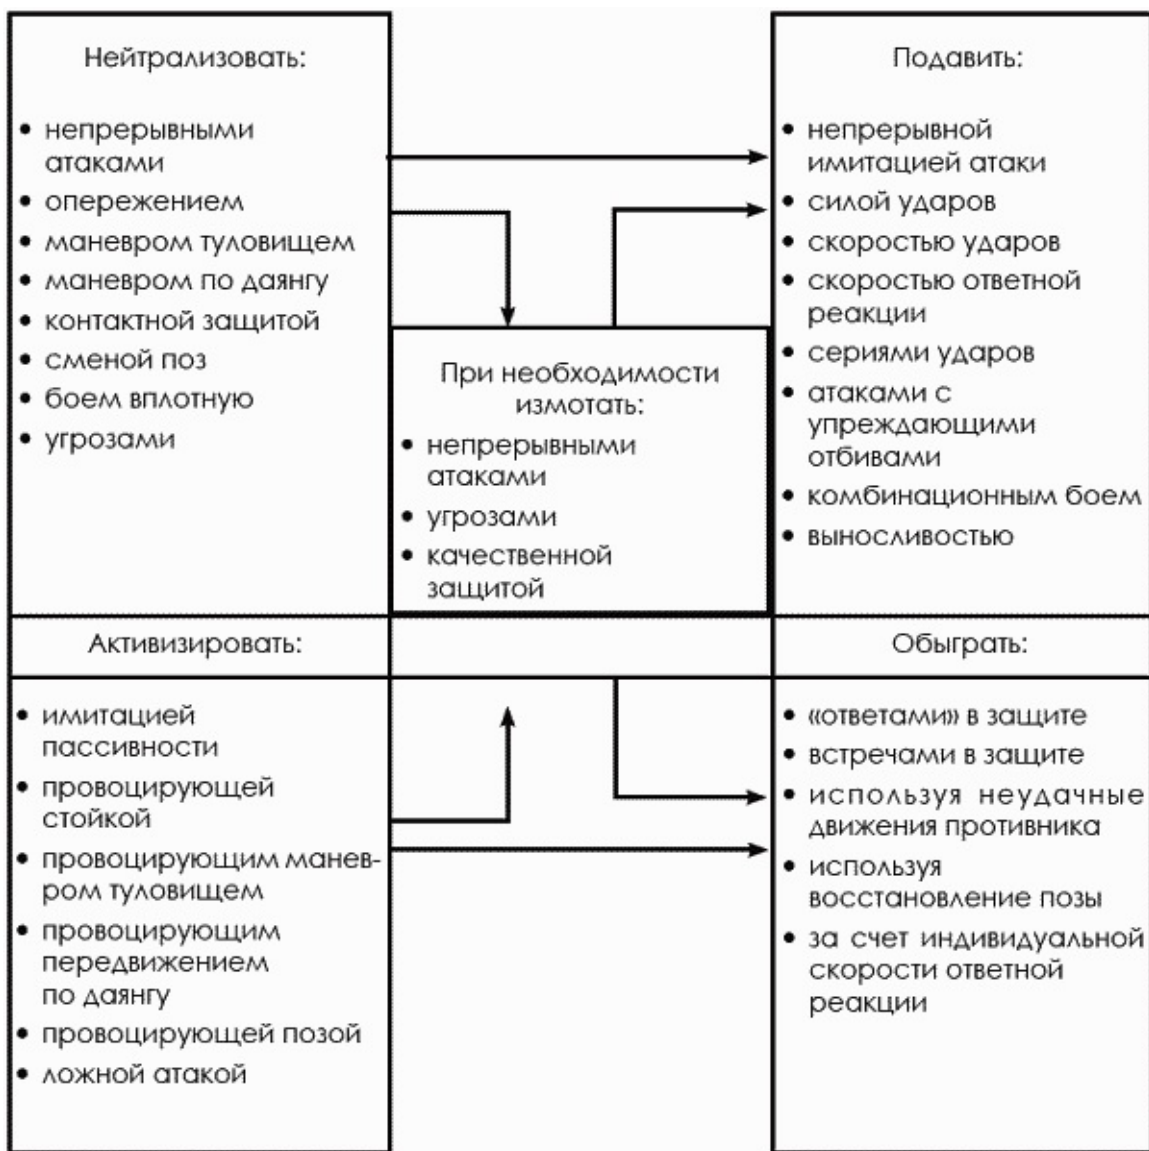 Нейтрализовать:
• непрерывными
атаками
• опережением
• маневром туловищем
• маневром по даянгу
• контактной защитой
• сменой поз
• боем вплотную
• угрозами
При необходимости
измотать:
• непрерывными
атаками
• угрозами
• качественной
защитой
Подавить:
• непрерывной
имитацией атаки
• силой ударов
• скоростью ударов
• скоростью ответной
реакции
• сериями ударов
• атаками с
упреждающими
отбивами
• комбинационным боем
• выносливостью
Активизировать:
• имитацией
пассивности
• провоцирующей
стойкой
• провоцирующим манев-
ром туловищем
• провоцирующим
передвижением
по даянгу
• провоцирующей позой
• ложной атакой
Обыграть:
• «ответами» в защите
• встречами в защите
• используя неудачные
движения противника
• используя
восстановление позы
• за счет индивидуальной
скорости ответной
реакции